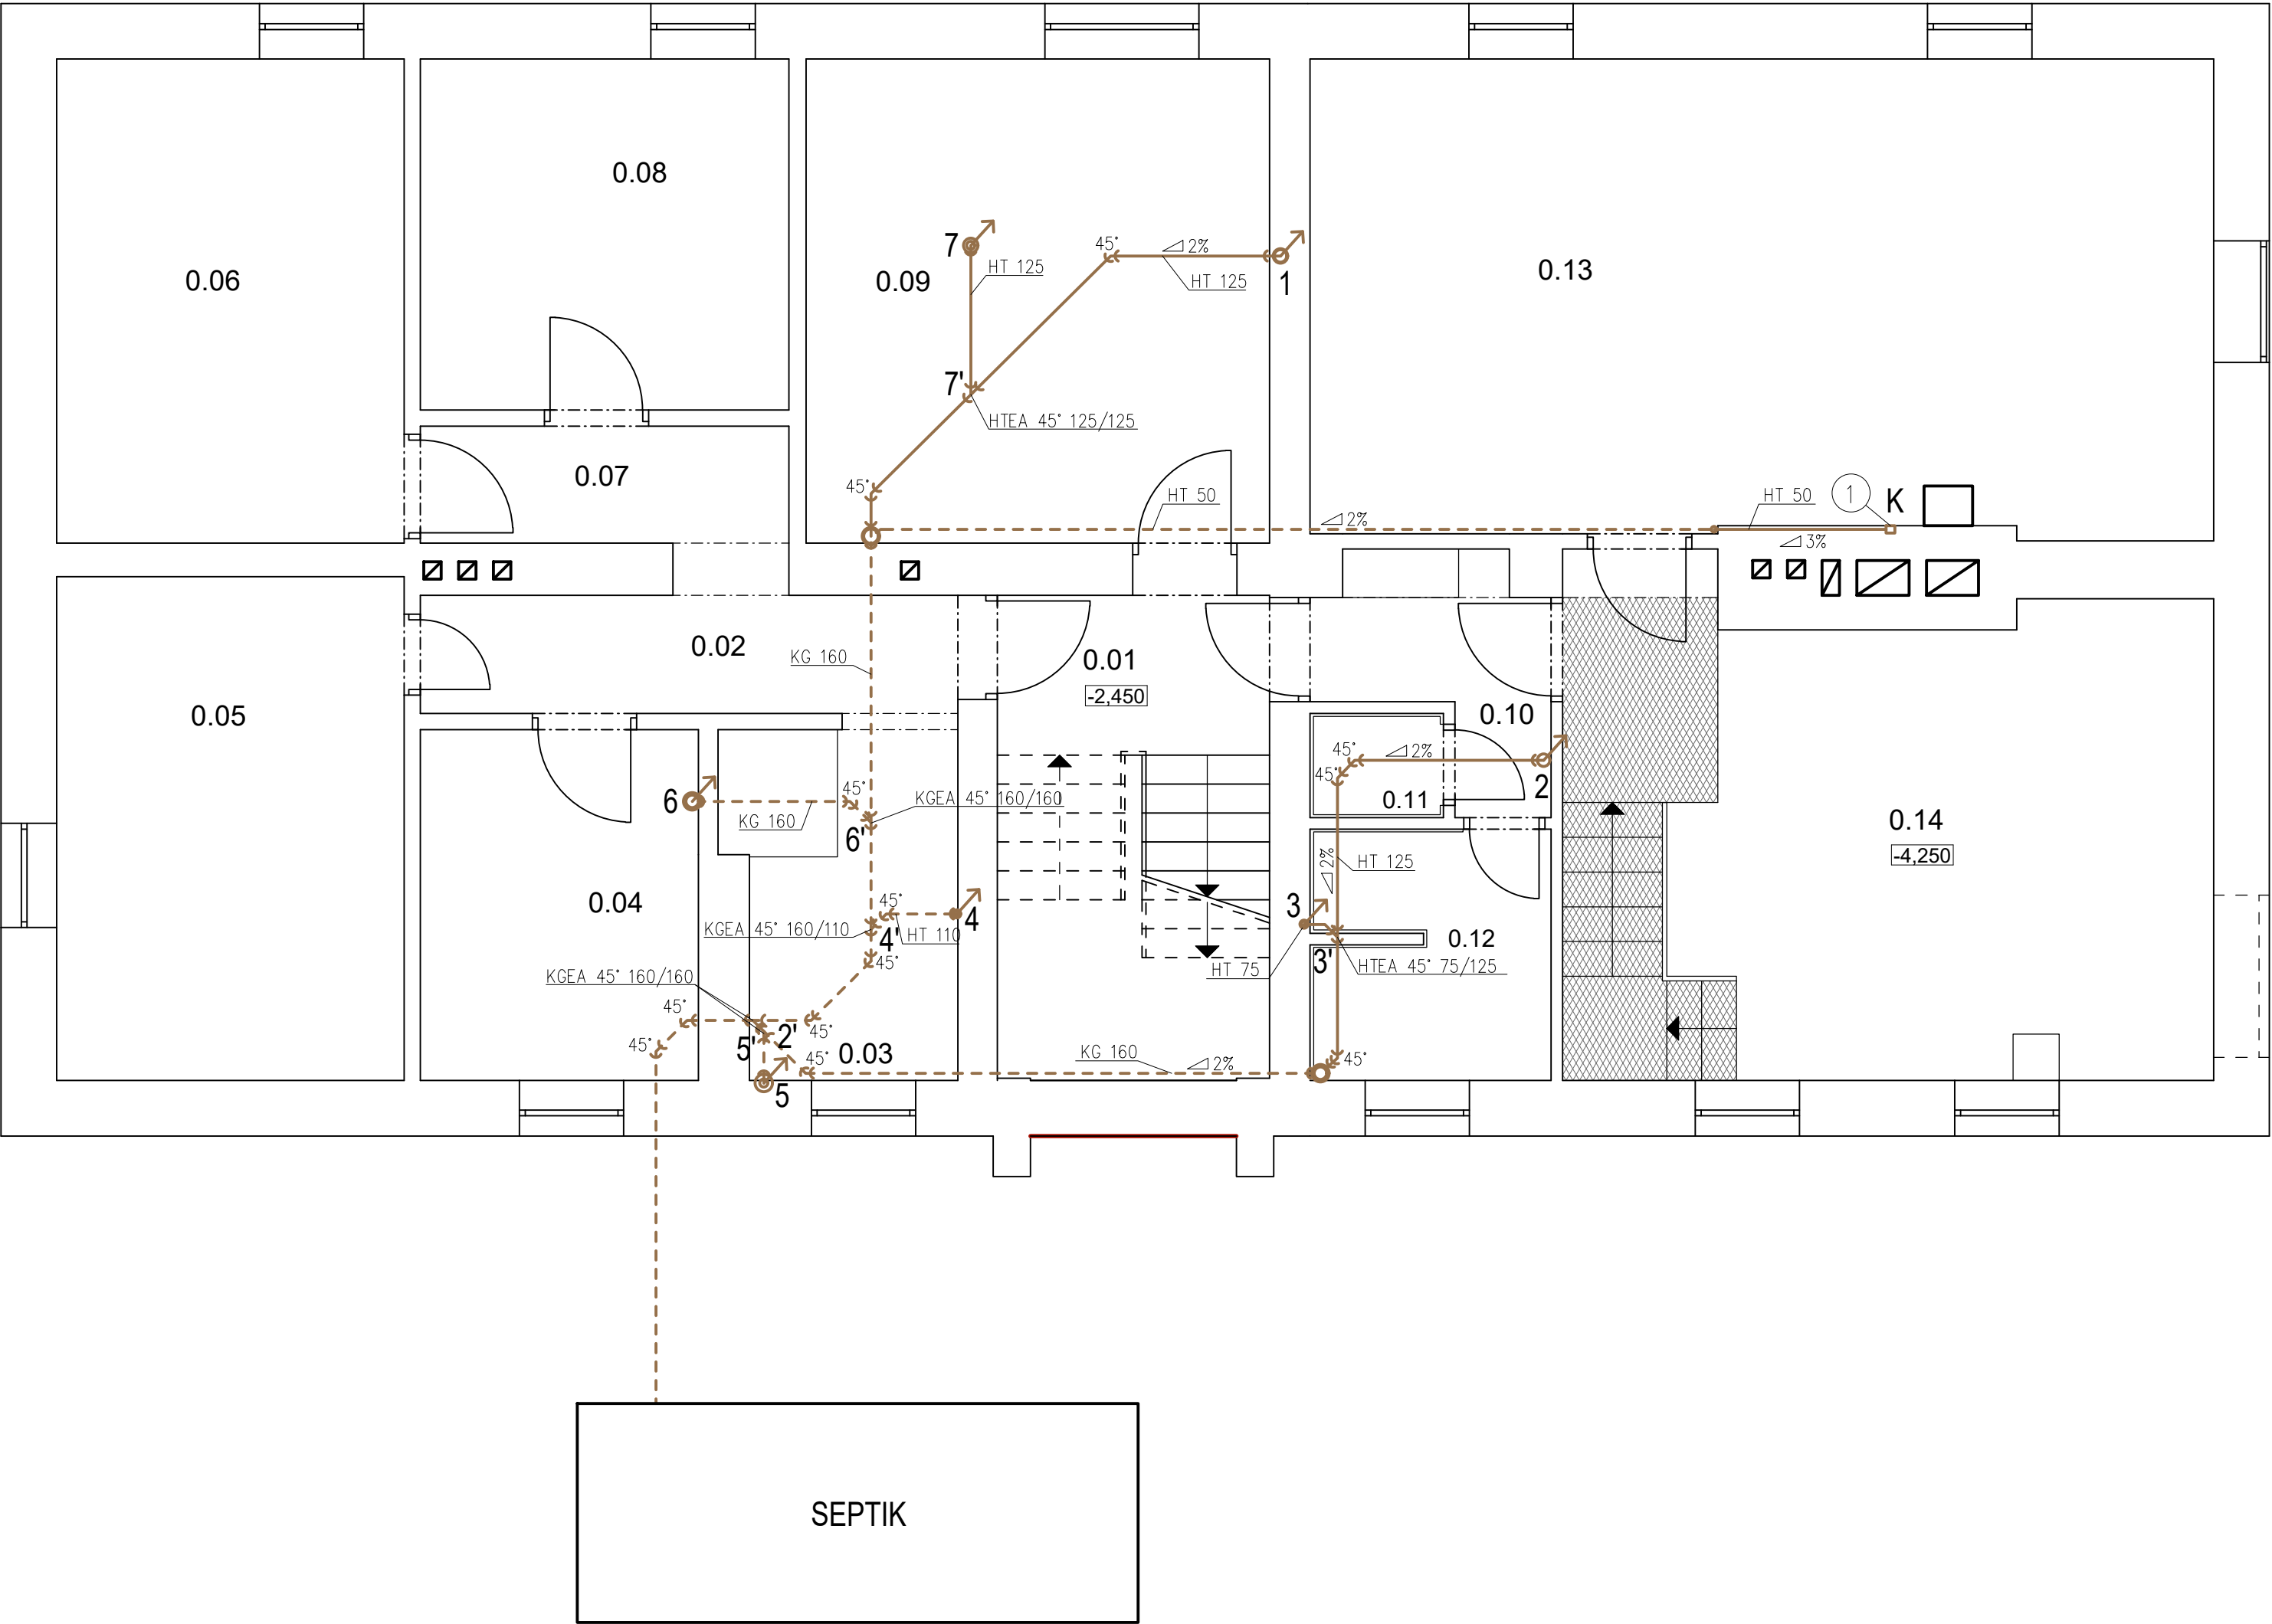 0.08
0.06
7
45°
2%
1
HT 125
HT 125
0.09
0.13
7'
HTEA 45° 125/125
0.07
45°
HT 50
2%
HT 50
1
K
3%
0.02
KG 160
0.01
-2,450
0.05
0.10
45°
2%
45°
2
6
45°
KGEA 45° 160/160
0.11
KG 160
6'
0.14
-4,250
2%
HT 125
0.04
45°
4
3
KGEA 45° 160/110
4'
HT 110
0.12
45°
3'
HT 75
HTEA 45° 75/125
KGEA 45° 160/160
45°
45°
2'
45°
5'
0.03
45°
KG 160
2%
45°
5
SEPTIK